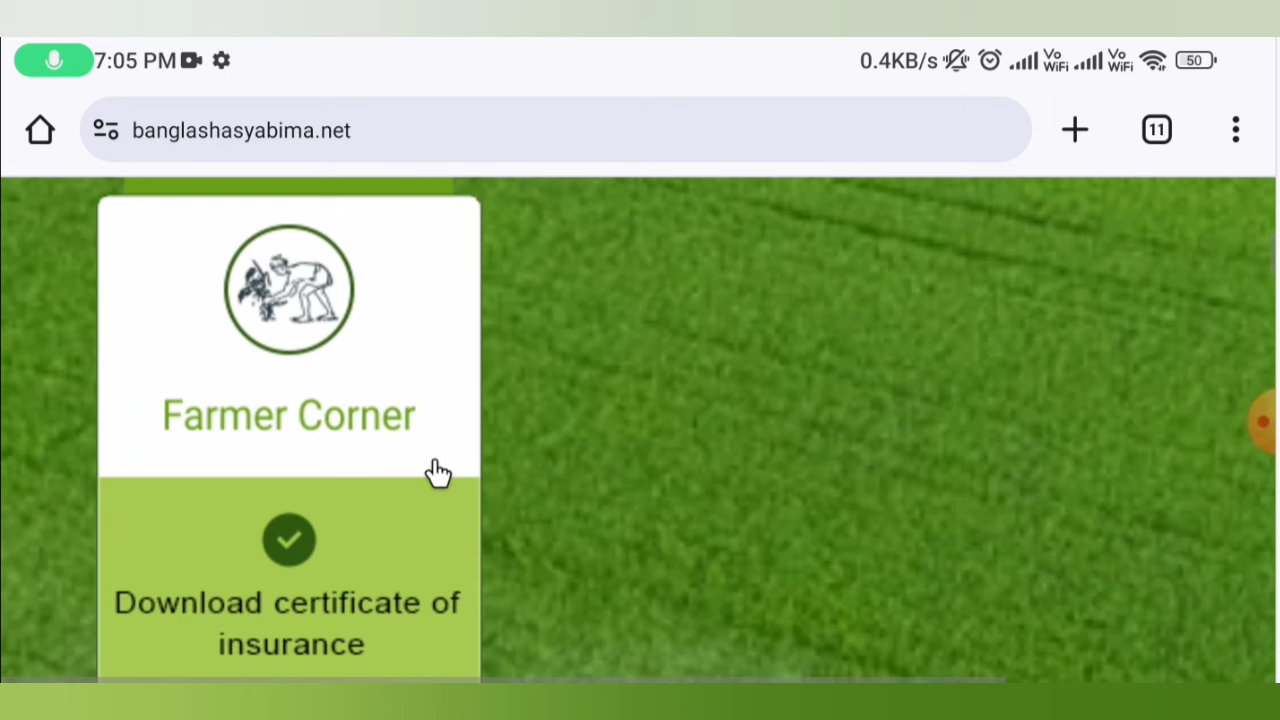 7:05 PM
0.4KB/s
Vo
WiFi
Vo
WiFi
50
banglashasyabima.net
11
Farmer Corner
Download certificate of
insurance